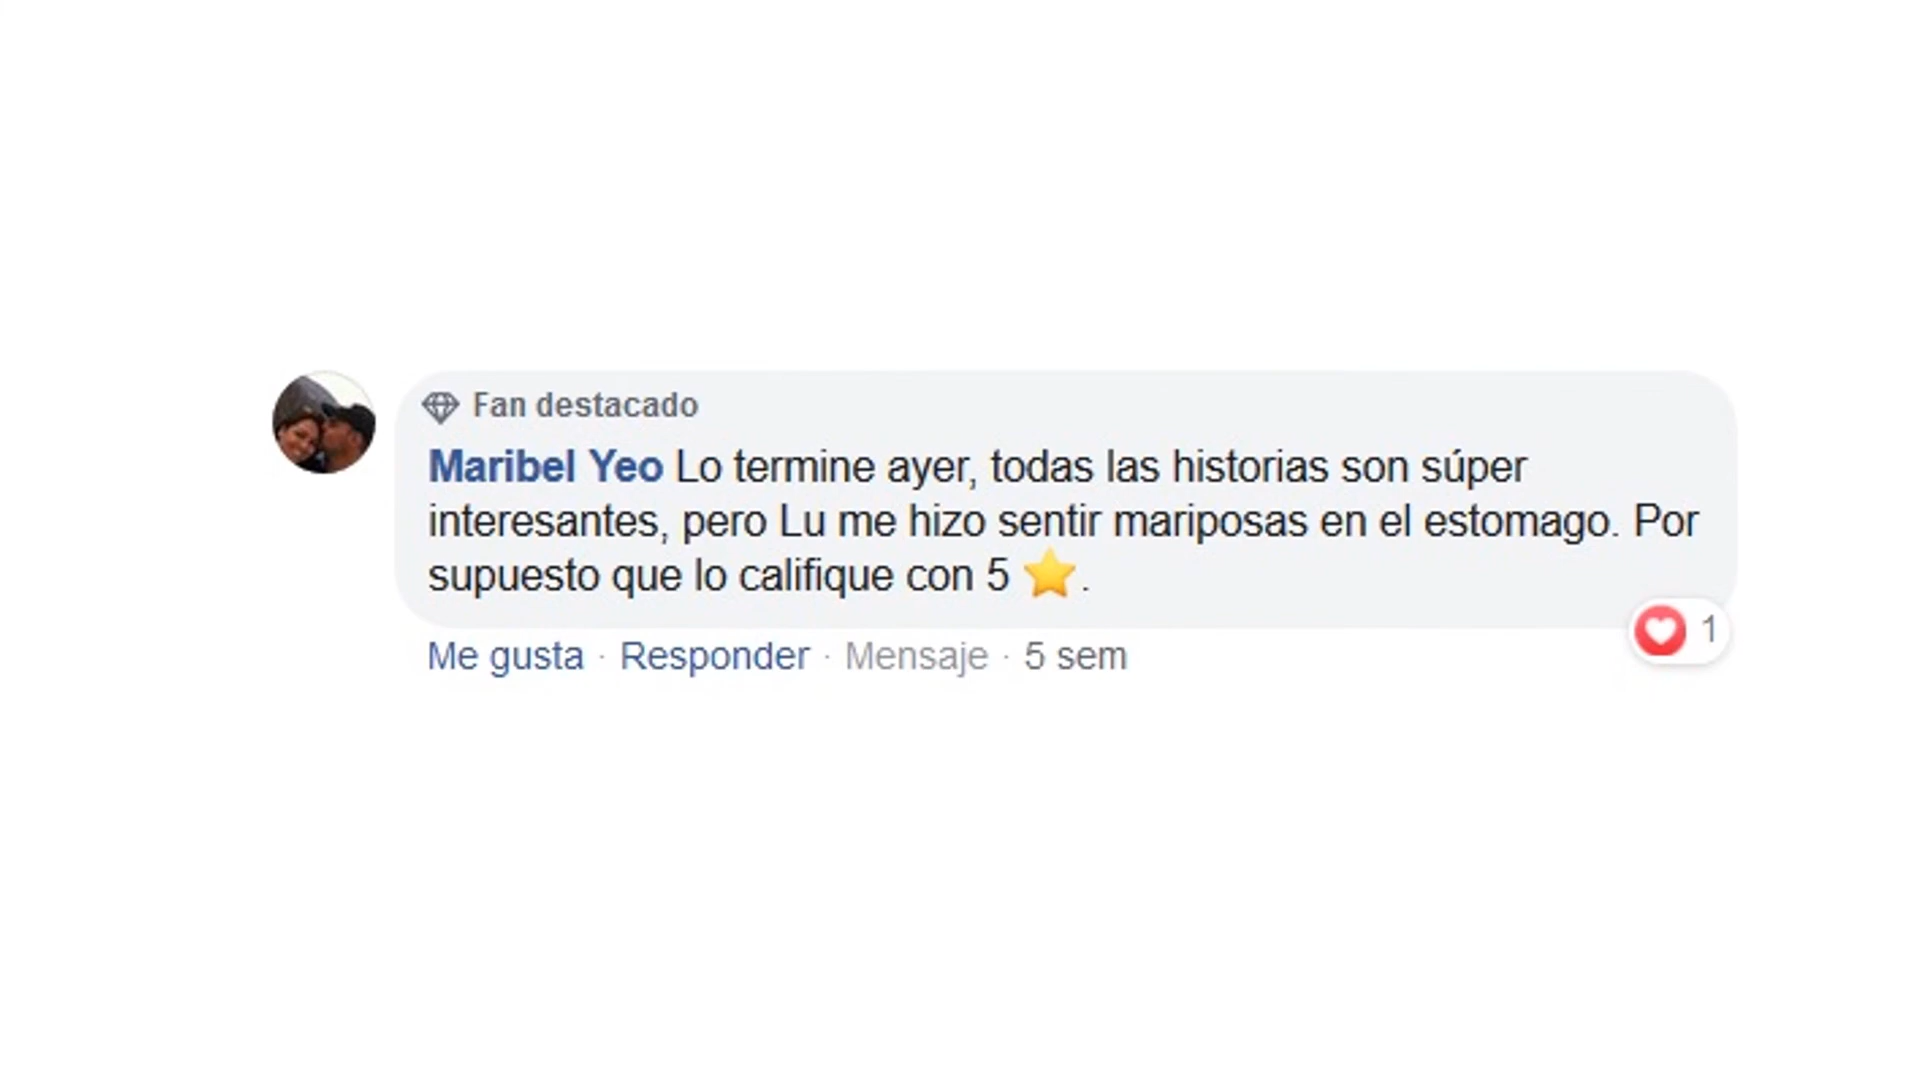 Fan destacado
Maribel Yeo Lo termine ayer, todas las historias son súper
interesantes, pero Lu me hizo sentir mariposas en el estomago. Por
supuesto que lo califique con 5 ⭐.
1
Me gusta · Responder · Mensaje · 5 sem